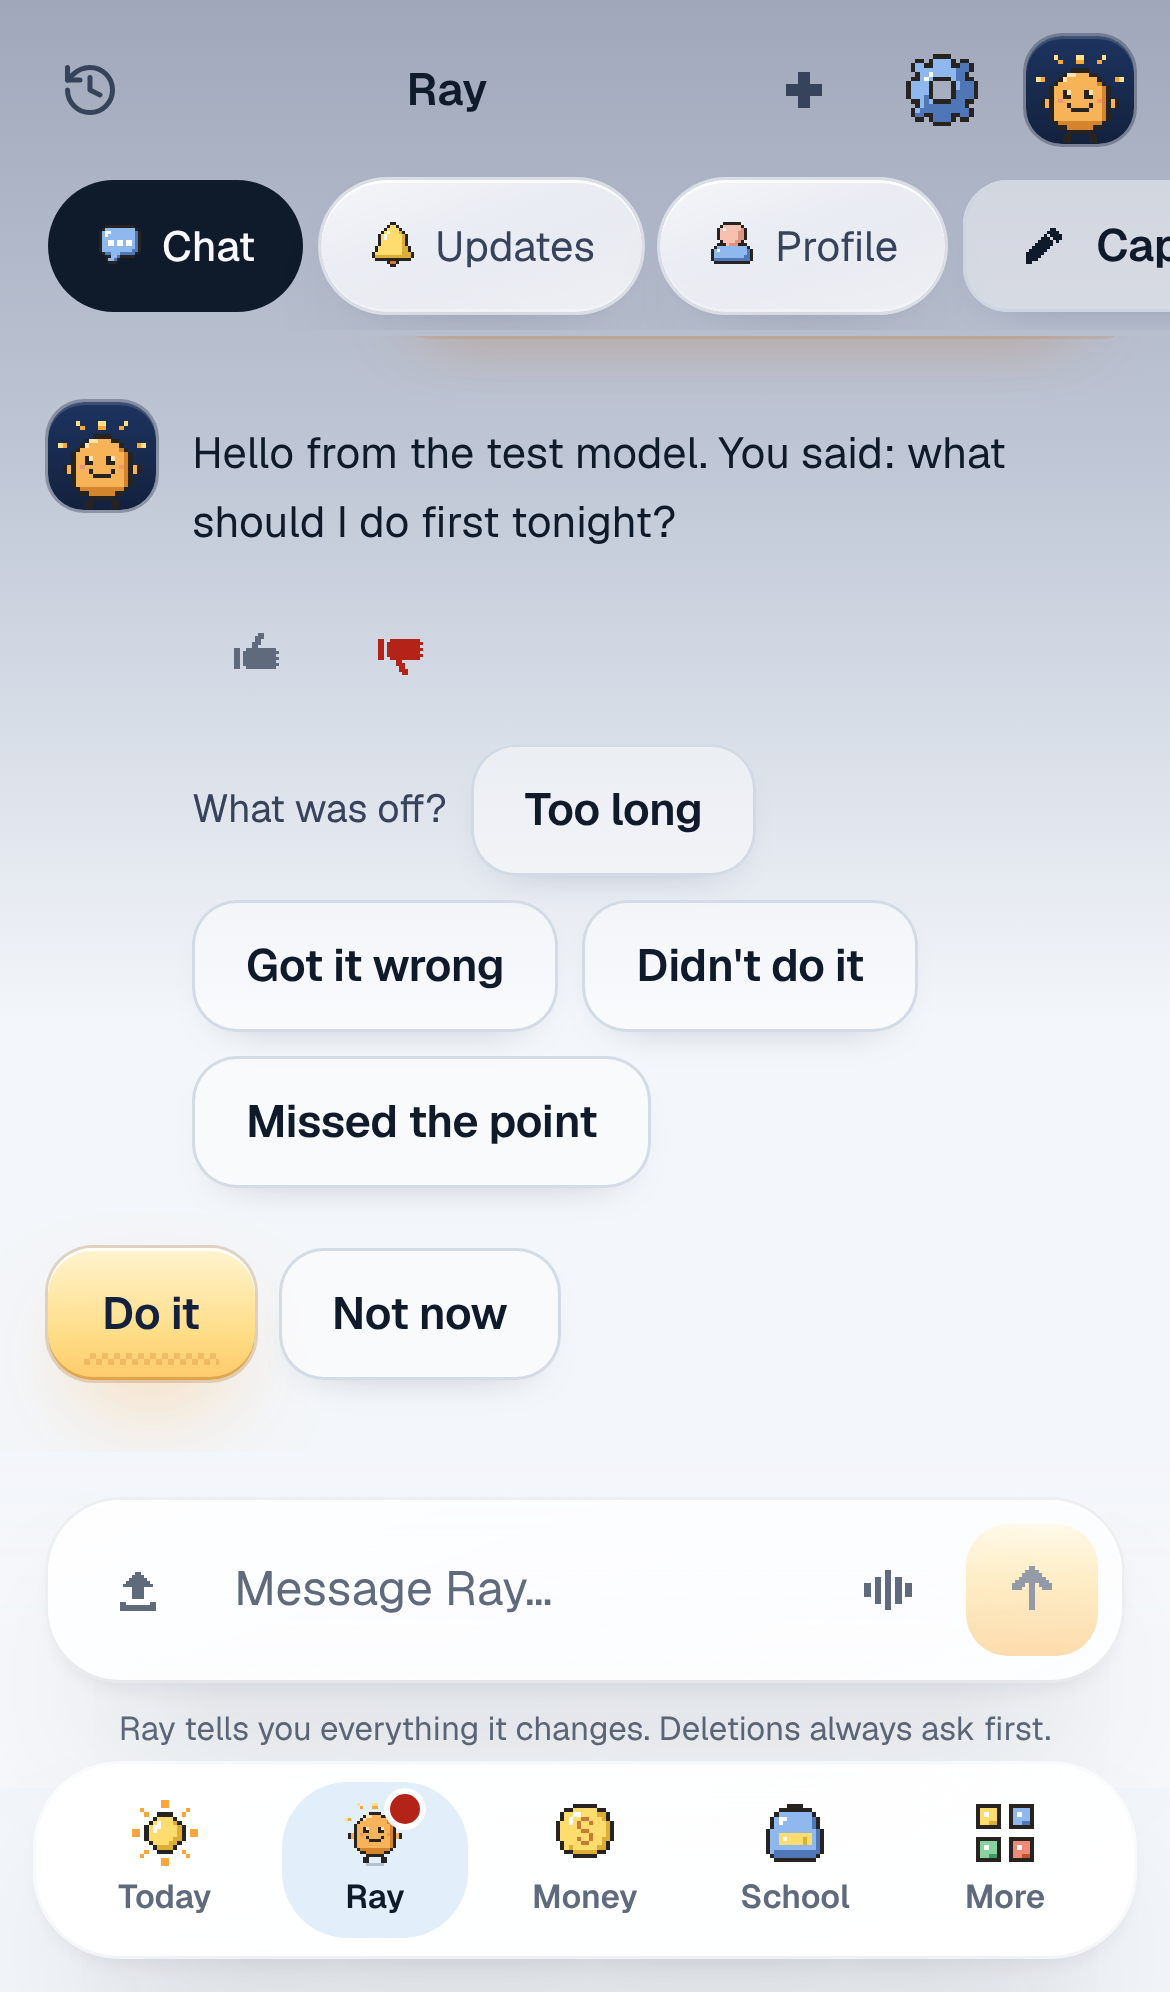 Ray
Chat
Updates
Profile
Cap
Hello from the test model. You said: what
should I do first tonight?
What was off?
Too long
Got it wrong
Didn't do it
Missed the point
Do it
Not now
Message Ray...
Ray tells you everything it changes. Deletions always ask first.
Today
Ray
Money
School
More